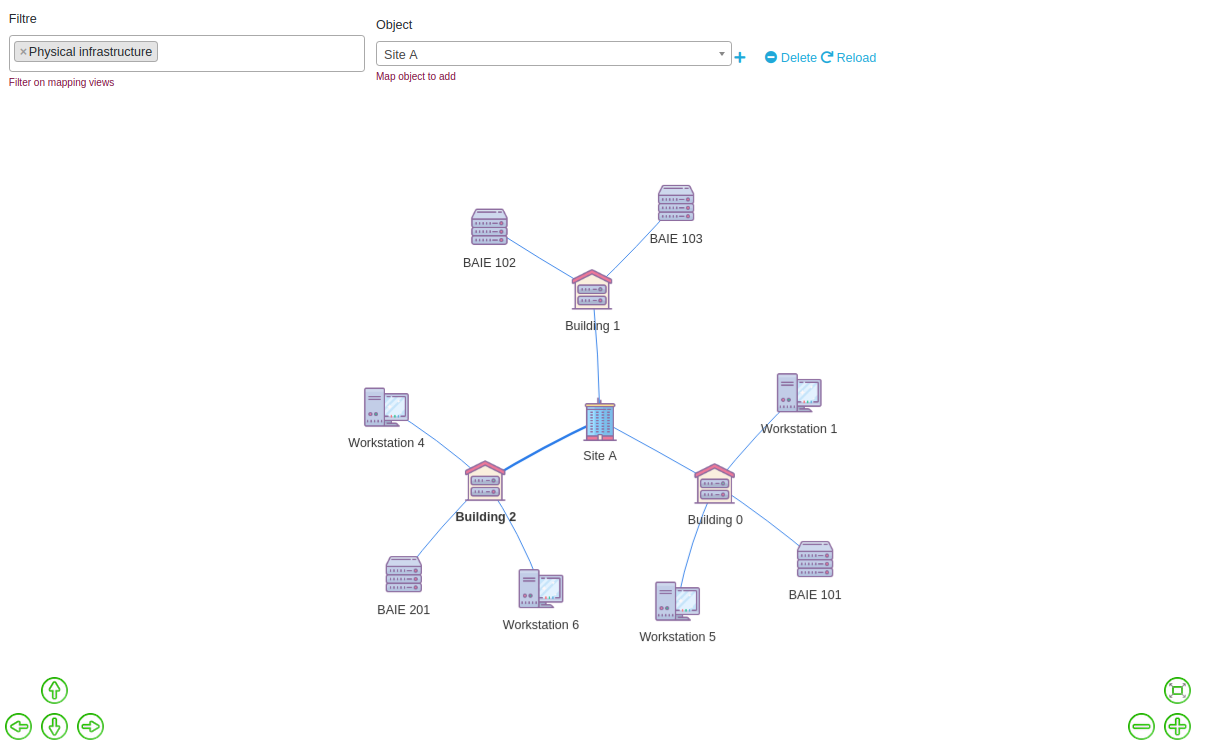 Filtre
Object
×Physical infrastructure
Site A
Delete
Reload
Filter on mapping views
Map object to add
BAIE 103
BAIE 102
Building 1
Workstation 1
Workstation 4
Site A
Building 2
Building 0
BAIE 101
BAIE 201
Workstation 6
Workstation 5